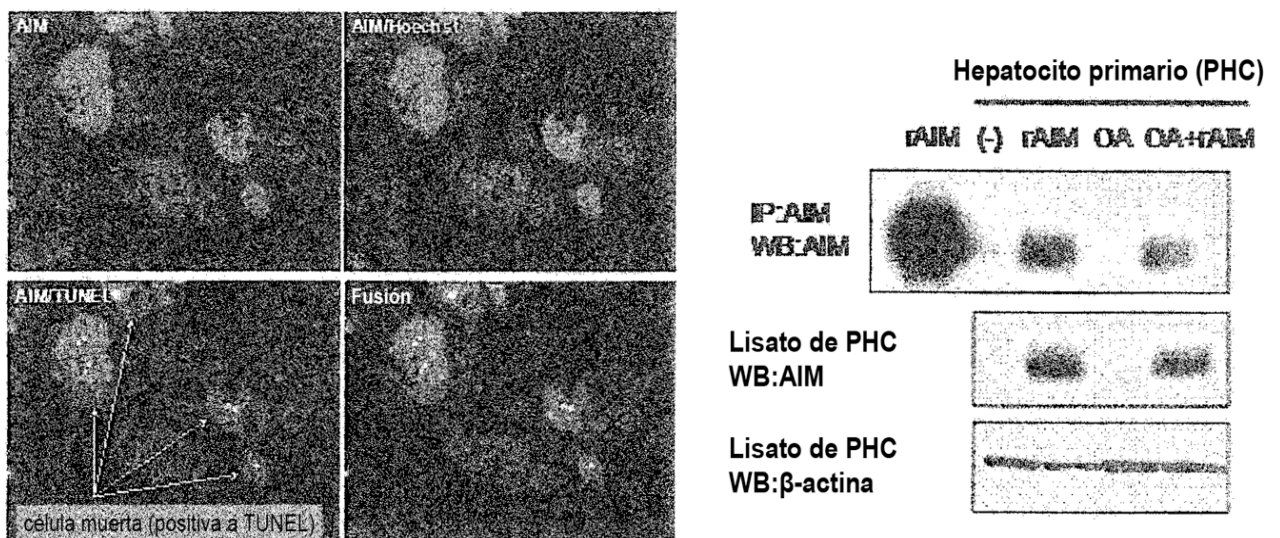 AIM
AIM/Hoechst
AIM/TUNEL
Fusión
célula muerta (positiva a TUNEL)
Hepatocito primario (PHC)
rAIM (-) rAIM OA OA+rAIM
IP:AIM
WB:AIM
Lisato de PHC
WB:AIM
Lisato de PHC
WB:β-actina